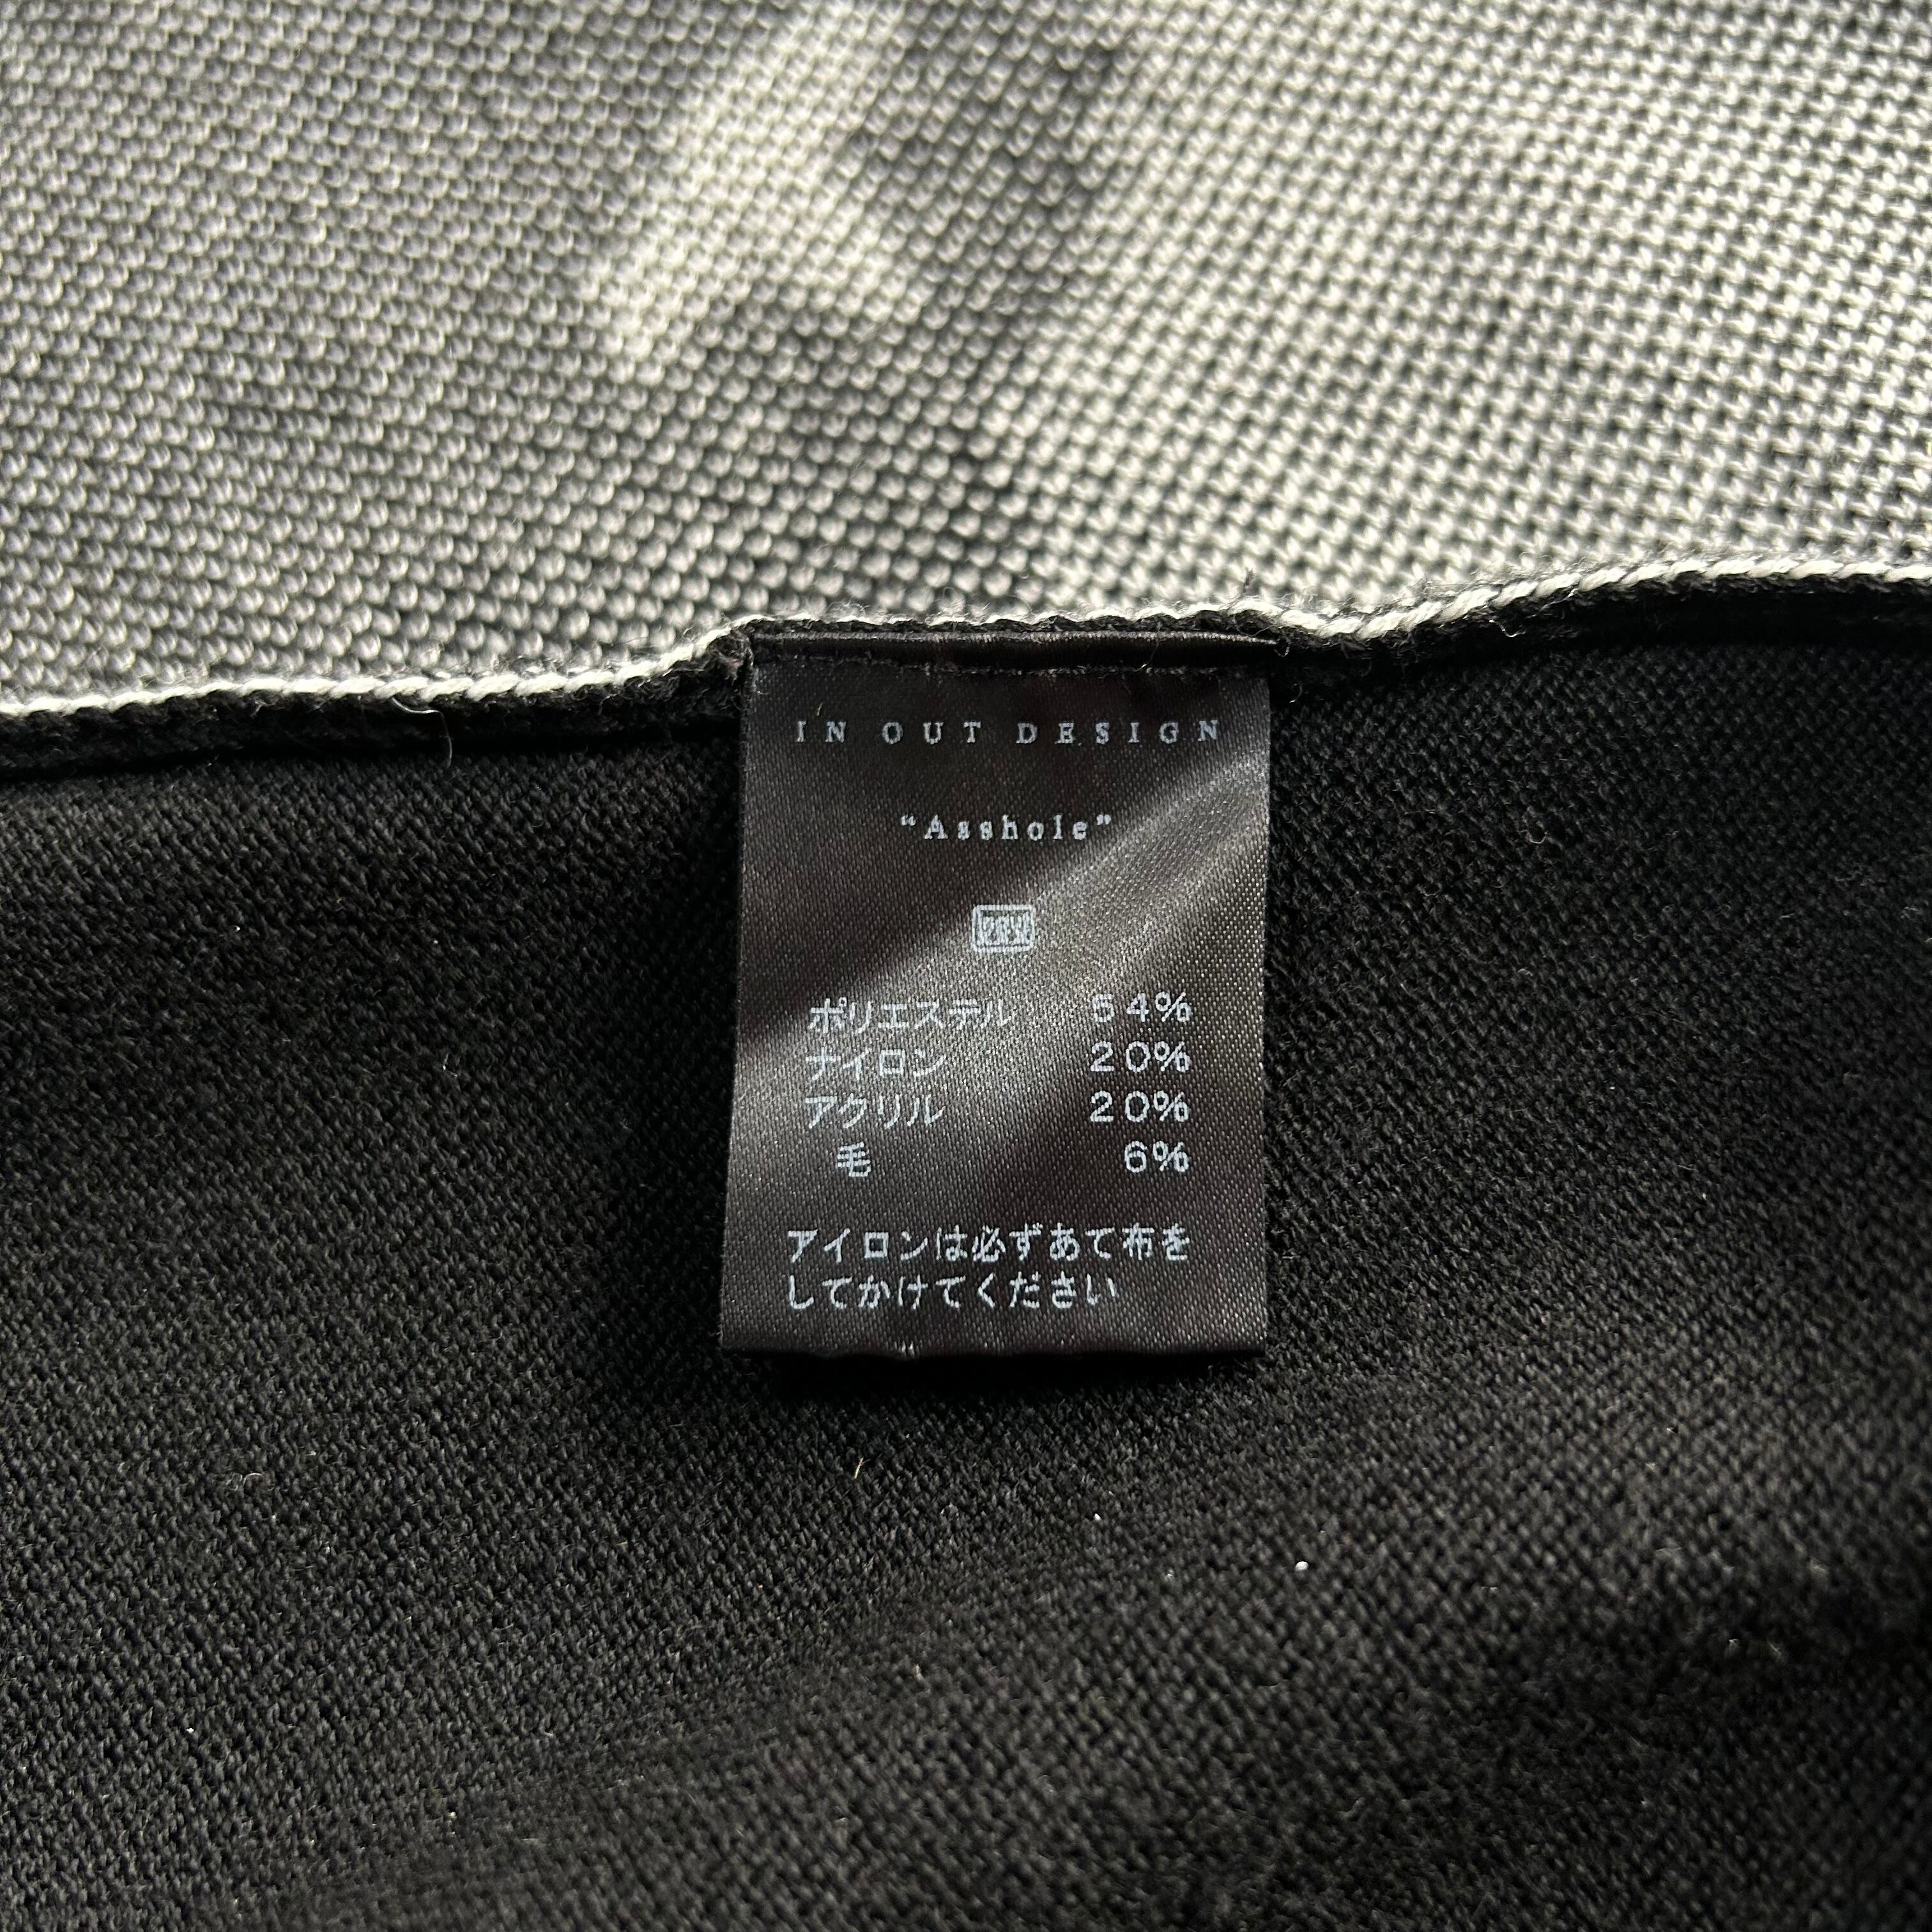 IN OUT DESIGN
“Asshole”
ポリエステル 54%
ナイロン 20%
アクリル 20%
毛 6%
アイロンは必ずあて布を
してかけてください